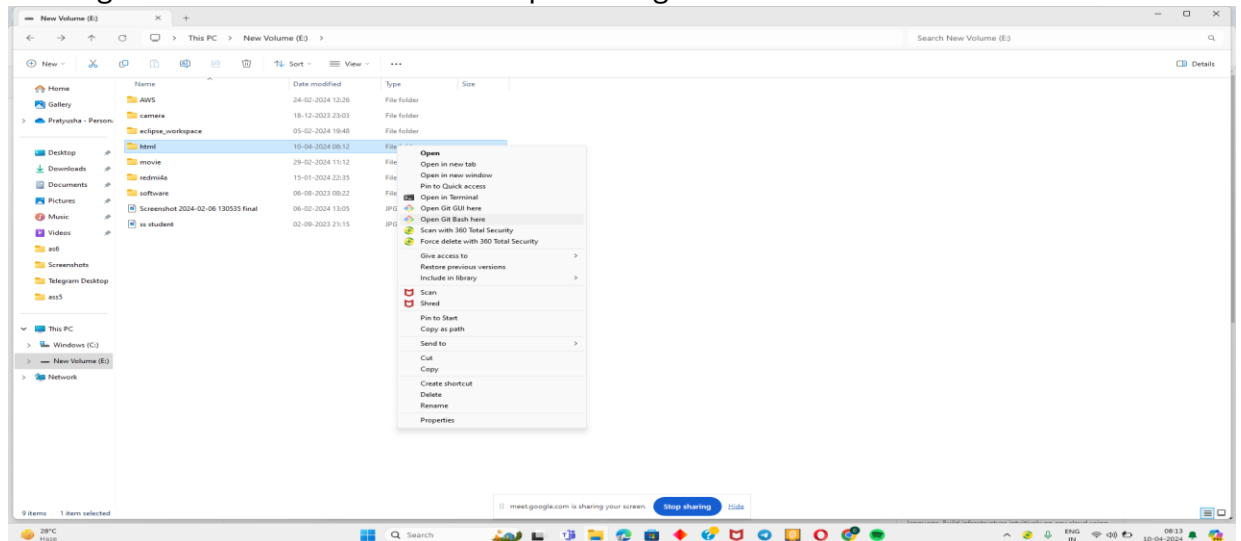 New Volume (E:)
This PC > New Volume (E:) >
Search New Volume (E:)
New
Sort
View
...
Details
Home
Gallery
Pratyusha - Person
Desktop
Downloads
Documents
Pictures
Music
Videos
as6
Screenshots
Telegram Desktop
ass5
This PC
Windows (C:)
New Volume (E:)
Network
Name Date modified Type Size
AWS 24-02-2024 12:26 File folder
camera 18-12-2023 23:03 File folder
eclipse_workspace 05-02-2024 19:48 File folder
html 10-04-2024 08:12 File
movie 29-02-2024 11:12 File
redmi4a 15-01-2024 22:35 File
software 06-08-2023 08:22 File
Screenshot 2024-02-06 130535 final 06-02-2024 13:05 JPG
ss student 02-09-2023 21:15 JPG
Open
Open in new tab
Open in new window
Pin to Quick access
Open in Terminal
Open Git GUI here
Open Git Bash here
Scan with 360 Total Security
Force delete with 360 Total Security
Give access to
Restore previous versions
Include in library
Scan
Shred
Pin to Start
Copy as path
Send to
Cut
Copy
Create shortcut
Delete
Rename
Properties
meet.google.com is sharing your screen. Stop sharing Hide
9 items 1 item selected
28°C
Haze
Search
ENG
IN
08:13
10-04-2024